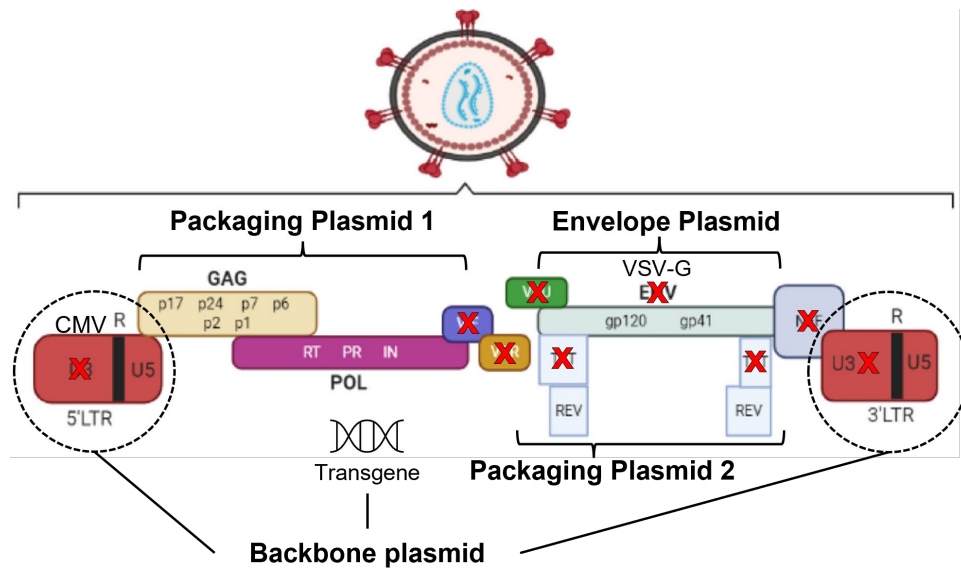 Packaging Plasmid 1
Envelope Plasmid
GAG
VSV-G
p17 p24 p7 p6
p2 p1
gp120 gp41
CMV R
U5
RT PR IN
POL
5'LTR
R
U3 U5
3'LTR
REV
REV
Transgene
Packaging Plasmid 2
Backbone plasmid